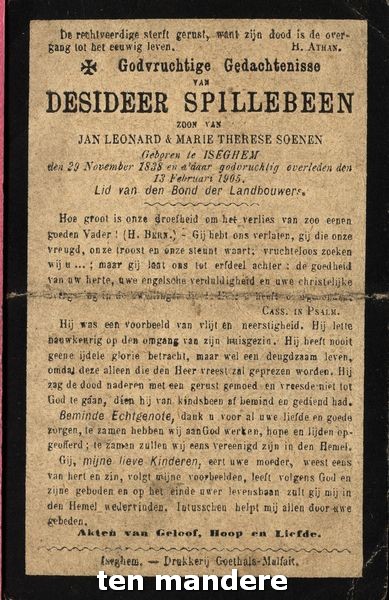 De rechtveerdige sterft gerust, want zijn dood is de over-
gang tot het eeuwig leven. H. Athan.
✠ Godvruchtige Gedachtenisse
VAN
DESIDEER SPILLEBEEN
ZOON VAN
JAN LEONARD & MARIE THERESE SOENEN
Geboren te ISEGHEM
den 29 November 1838 en aldaar godvruchtig overleden den
13 Februari 1905.
Lid van den Bond der Landbouwers.
Hoe groot is onze droefheid om het verlies van zoo eenen
goeden Vader! (H. Bern.) — Gij hebt ons verlaten, gij die onze
vreugd, onze troost en onze steunt waart; vruchteloos zoeken
wij u...; maar gij laat ons tot erfdeel achter: de goedheid
van uw herte, uwe engelsche verduldigheid en uwe christelijke
Cass. in Psalm.
Hij was een voorbeeld van vlijt en neerstigheid. Hij lette
nauwkeurig op den omgang van zijn huisgezin. Hij heeft nooit
geene ijdele glorie betracht, maar wel een deugdzaam leven,
omdat deze alleen die den Heer vreest zal geprezen worden. Hij
zag de dood naderen met een gerust gemoed en vreesde niet tot
God te gaan, dien hij van kindsbeen af bemind en gediend had.
Beminde Echtgenote, dank u voor al uwe liefde en goede
zorgen, te zamen hebben wij aan God werken, hope en lijden op-
geofferd; te zamen zullen wij eens vereenigd zijn in den Hemel.
Gij, mijne lieve Kinderen, eert uwe moeder, weest eens
van hert en zin, volgt mijne voorbeelden, leeft volgens God en
zijne geboden en op het einde uwer levensbaan zult gij mij in
den Hemel wedervinden. Intusschen helpt mij allen door uwe
gebeden.
Akten van Geloof, Hoop en Liefde.
Iseghem. — Drukkerij Goethals-Malfait.
ten mandere